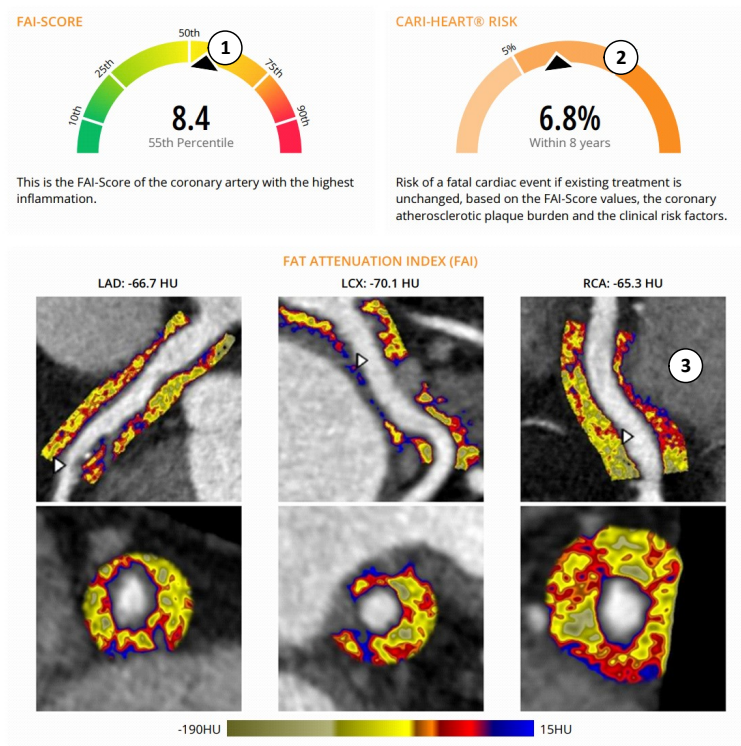 FAI-SCORE
10th
25th
50th
75th
90th
1
8.4
55th Percentile
This is the FAI-Score of the coronary artery with the highest
inflammation.
CARI-HEART® RISK
5%
2
6.8%
Within 8 years
Risk of a fatal cardiac event if existing treatment is
unchanged, based on the FAI-Score values, the coronary
atherosclerotic plaque burden and the clinical risk factors.
FAT ATTENUATION INDEX (FAI)
LAD: -66.7 HU
LCX: -70.1 HU
RCA: -65.3 HU
3
-190HU
15HU